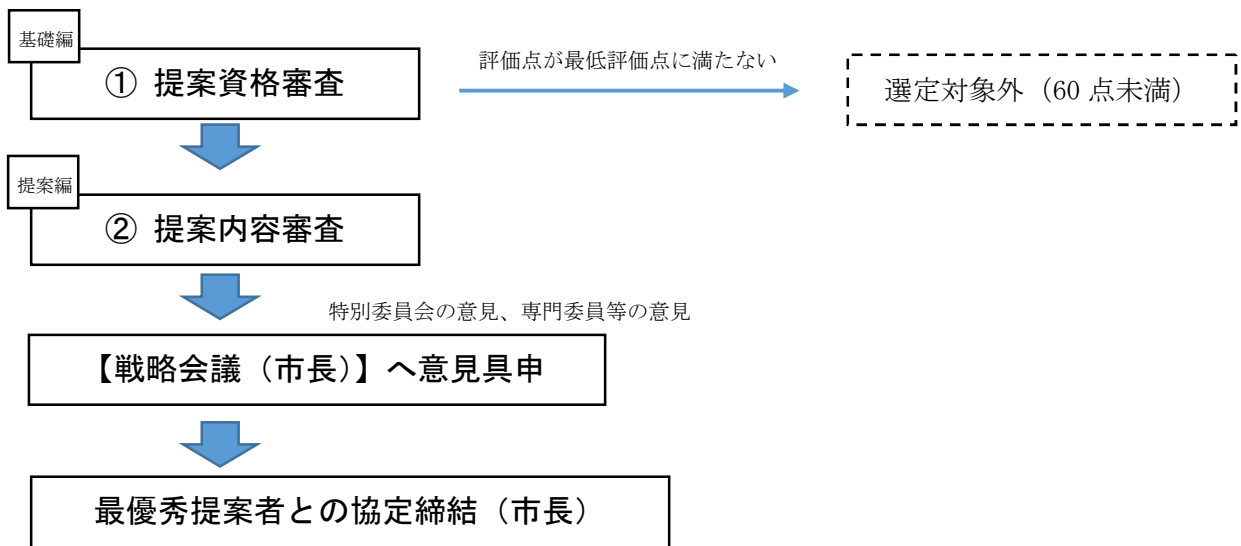 基礎編
① 提案資格審査
評価点が最低評価点に満たない
選定対象外（60 点未満）
提案編
② 提案内容審査
特別委員会の意見、専門委員等の意見
【戦略会議（市長）】へ意見具申
最優秀提案者との協定締結（市長）